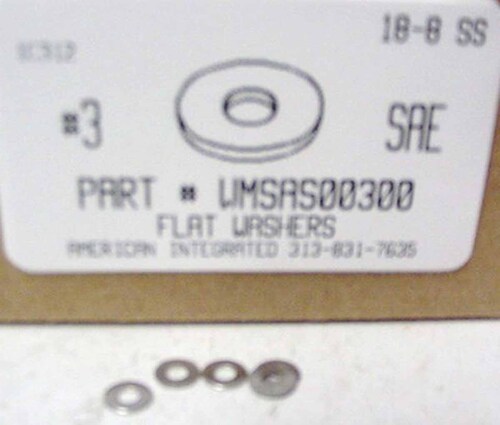 18-8 SS
#3
SAE
PART # WMSAS00300
FLAT WASHERS
AMERICAN INTEGRATED 313-831-7635